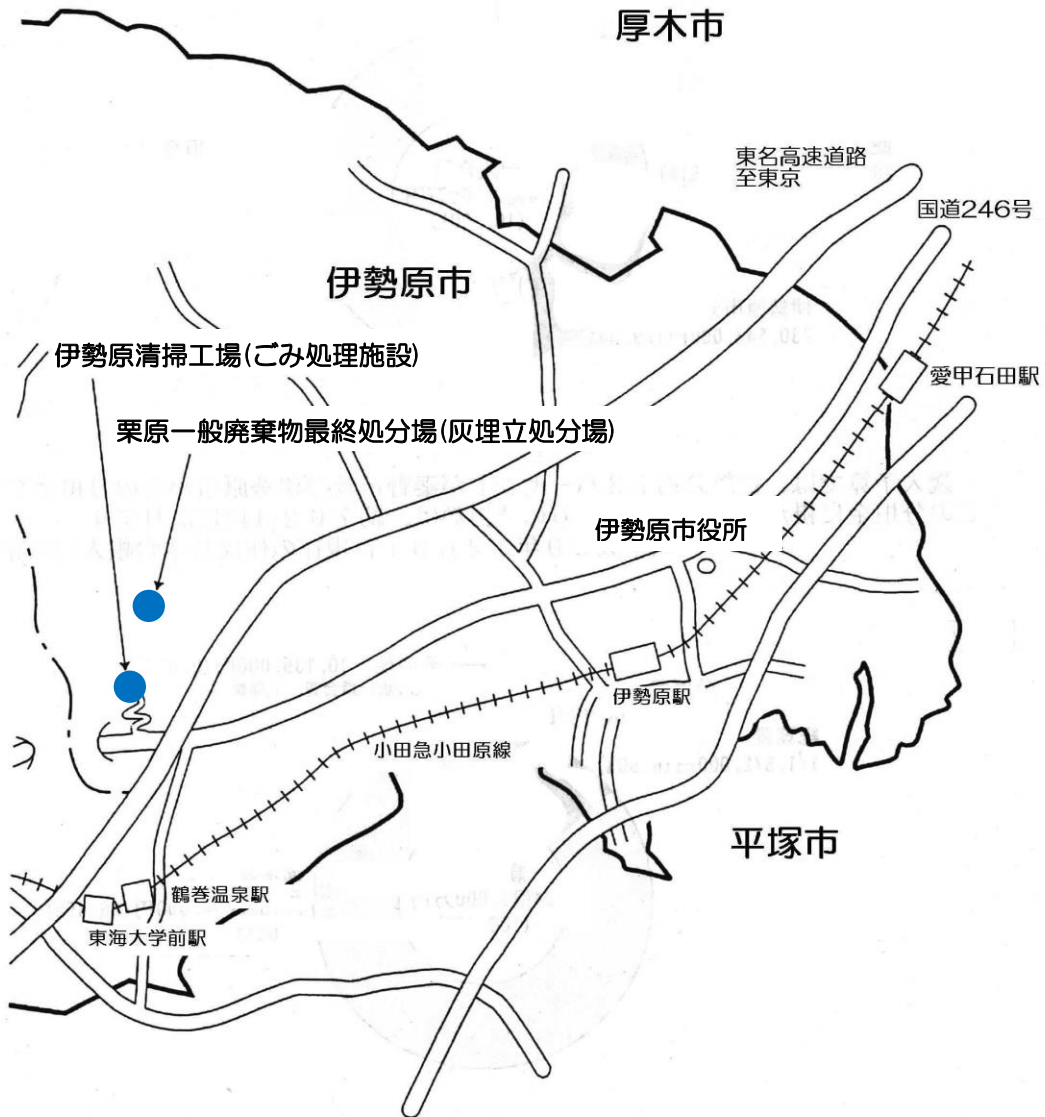 厚木市
東名高速道路
至東京
国道246号
伊勢原市
伊勢原清掃工場(ごみ処理施設)
愛甲石田駅
栗原一般廃棄物最終処分場(灰埋立処分場)
伊勢原市役所
伊勢原駅
小田急小田原線
平塚市
鶴巻温泉駅
東海大学前駅